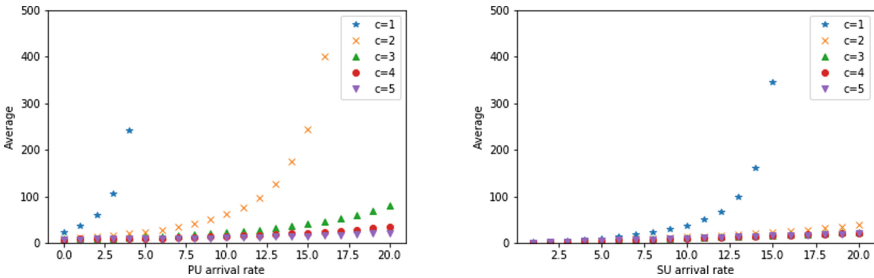 500
400
300
200
100
0
Average
0.0 2.5 5.0 7.5 10.0 12.5 15.0 17.5 20.0
PU arrival rate
c=1
c=2
c=3
c=4
c=5
500
400
300
200
100
0
Average
2.5 5.0 7.5 10.0 12.5 15.0 17.5 20.0
SU arrival rate
c=1
c=2
c=3
c=4
c=5